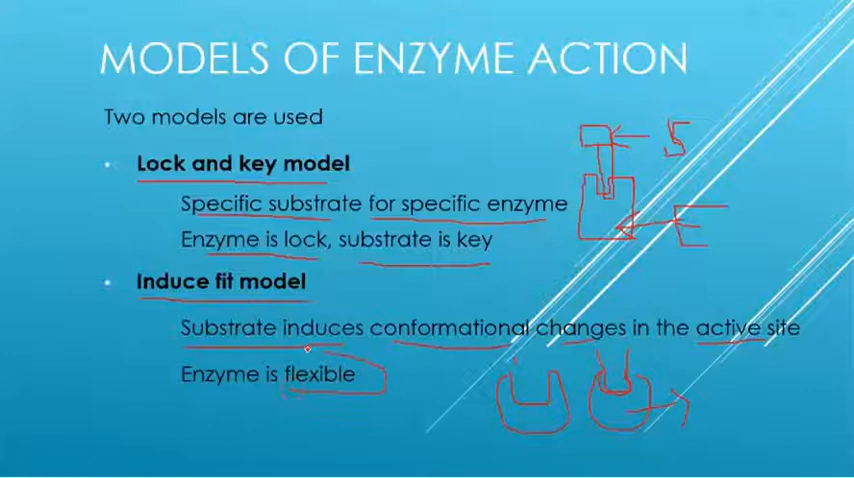 MODELS OF ENZYME ACTION
Two models are used
Lock and key model
S
Specific substrate for specific enzyme
E
Enzyme is lock, substrate is key
Induce fit model
Substrate induces conformational changes in the active site
Enzyme is flexible